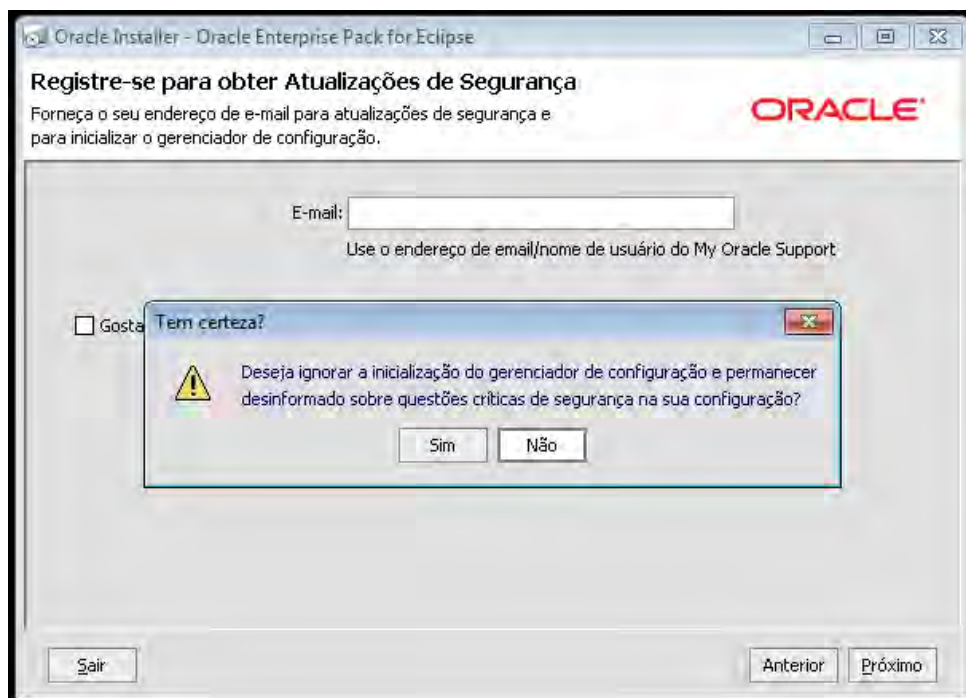 Oracle Installer - Oracle Enterprise Pack for Eclipse
Registre-se para obter Atualizações de Segurança
Forneça o seu endereço de e-mail para atualizações de segurança e
para inicializar o gerenciador de configuração.
ORACLE
E-mail:
Use o endereço de email/nome de usuário do My Oracle Support
Gosta
Tem certeza?
Deseja ignorar a inicialização do gerenciador de configuração e permanecer
desinformado sobre questões críticas de segurança na sua configuração?
Sim Não
Sair Anterior Próximo